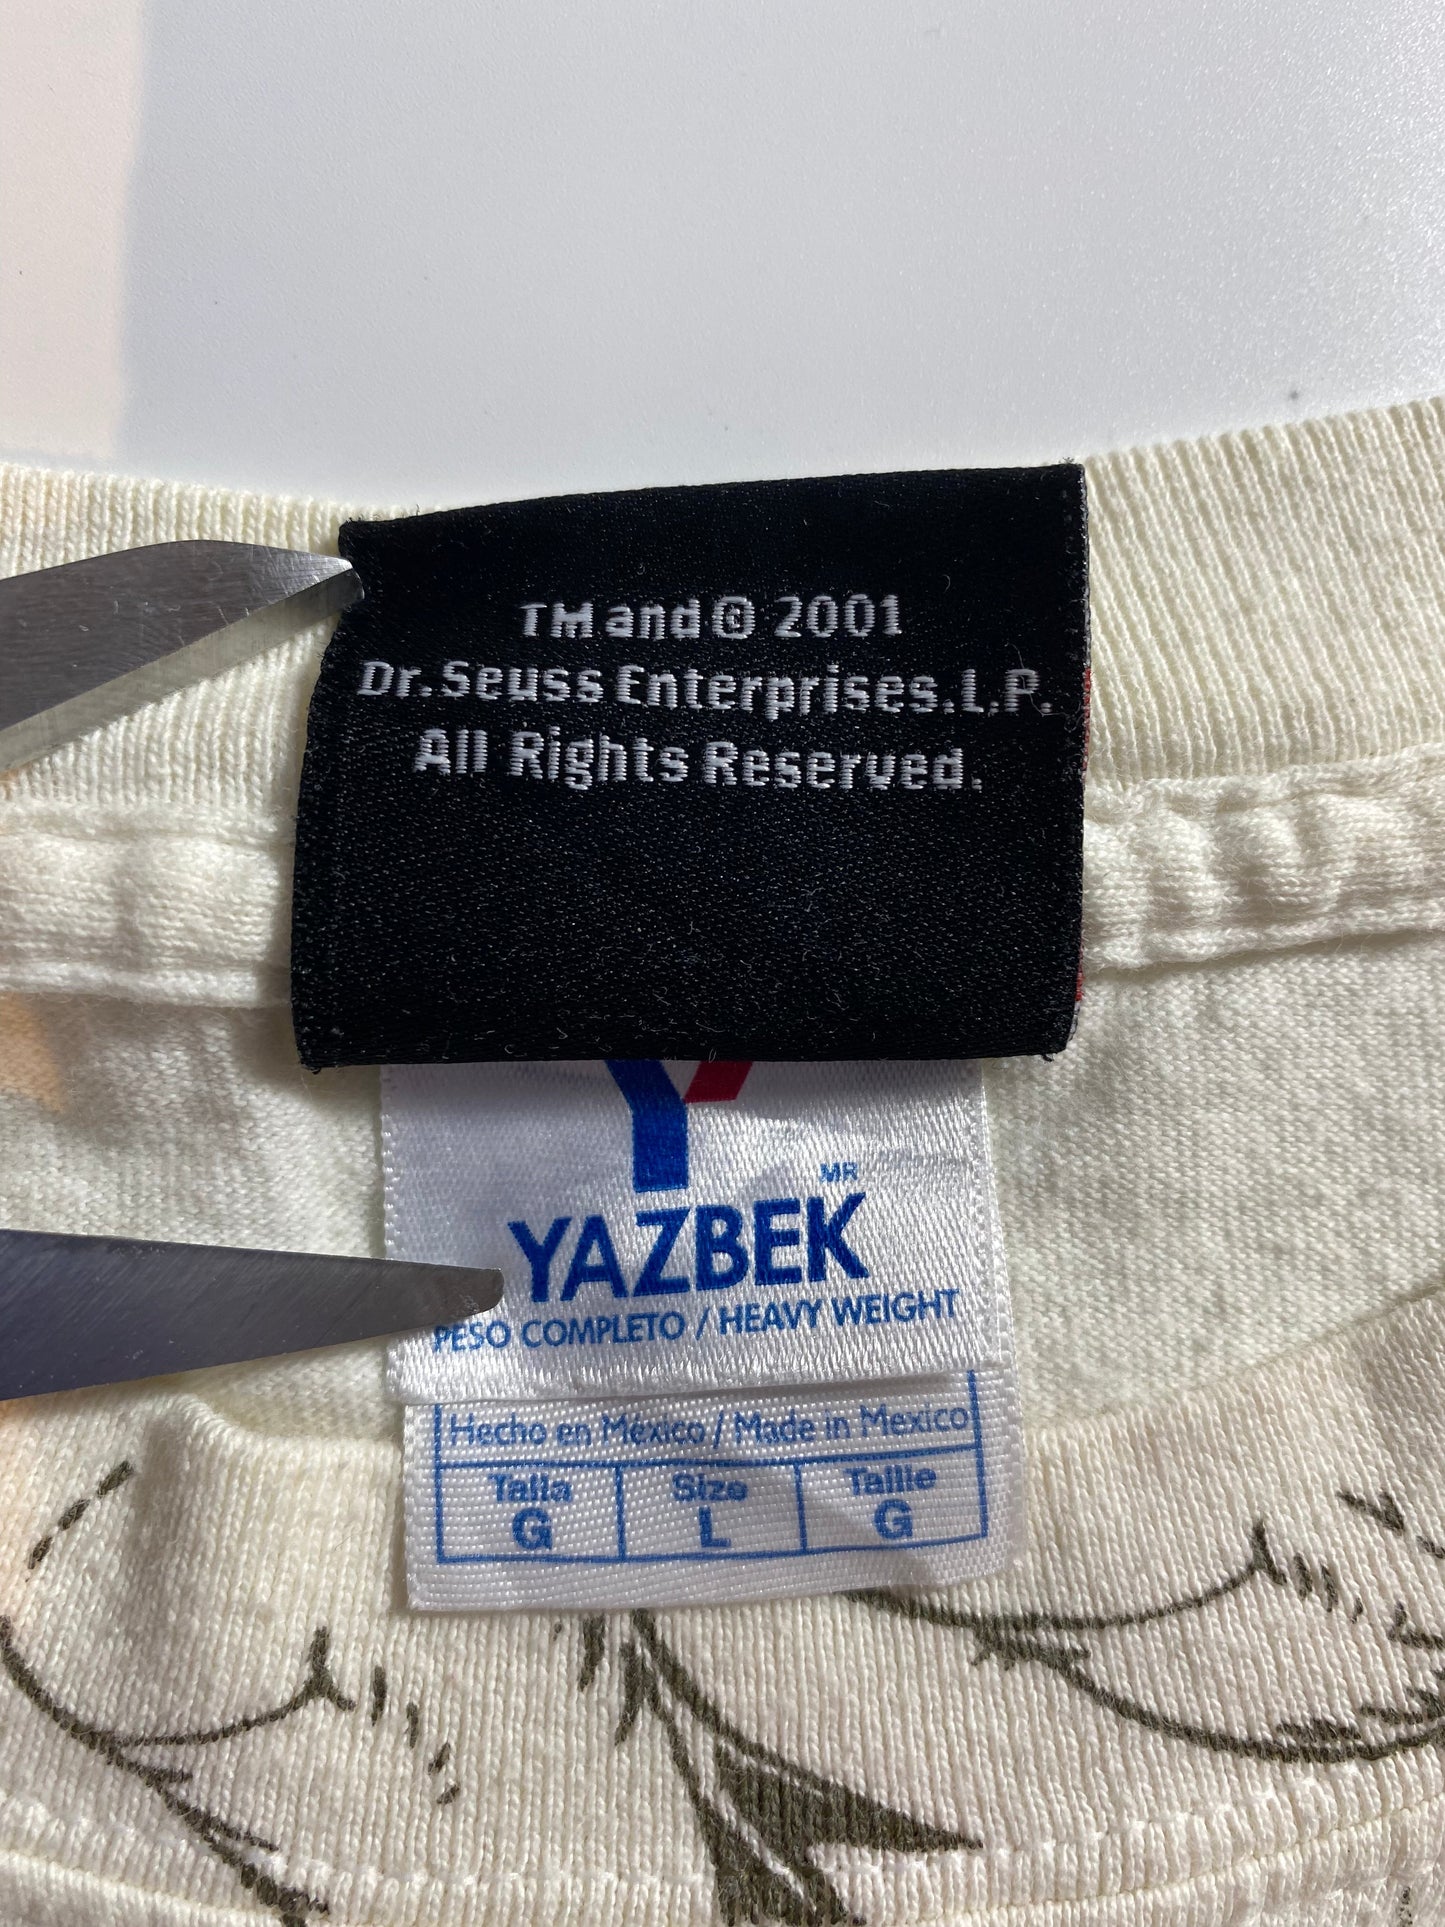 TM and © 2001
Dr. Seuss Enterprises. L.P.
All Rights Reserved.
Y
MR
YAZBEK
PESO COMPLETO / HEAVY WEIGHT
Hecho en México / Made in Mexico
Talla Size Taille
G L G